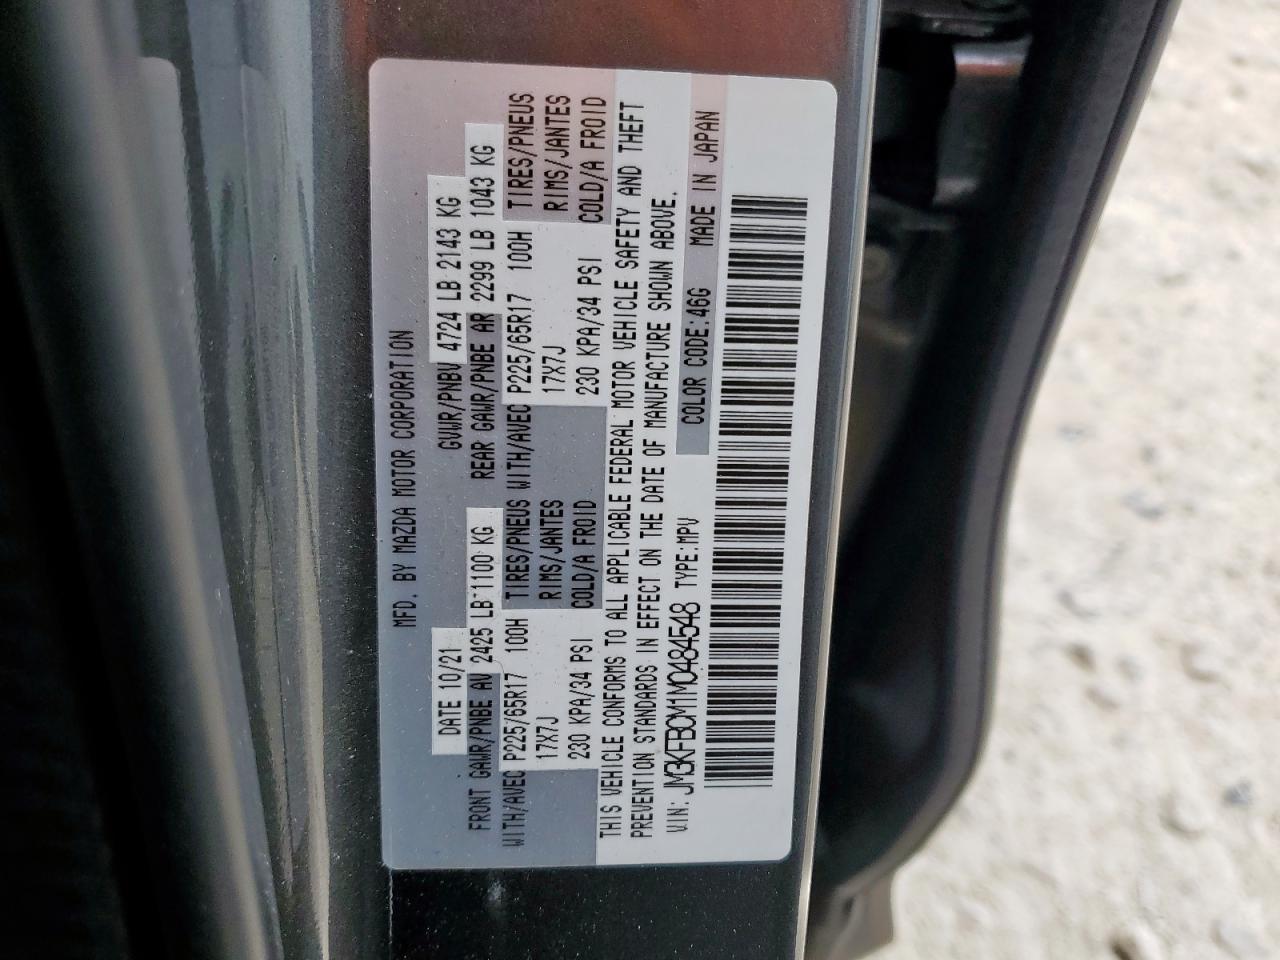 MFD. BY MAZDA MOTOR CORPORATION
DATE 10/21 GVWR/PNBV 4724 LB 2143 KG
FRONT GAWR/PNBE AV 2425 LB 1100 KG REAR GAWR/PNBE AR 2299 LB 1043 KG
WITH/AVEC P225/65R17 100H TIRES/PNEUS WITH/AVEC P225/65R17 100H TIRES/PNEUS
17X7J RIMS/JANTES 17X7J RIMS/JANTES
230 KPA/34 PSI COLD/A FROID 230 KPA/34 PSI COLD/A FROID
THIS VEHICLE CONFORMS TO ALL APPLICABLE FEDERAL MOTOR VEHICLE SAFETY AND THEFT
PREVENTION STANDARDS IN EFFECT ON THE DATE OF MANUFACTURE SHOWN ABOVE.
VIN: JM3KFBCM1M0484548 TYPE:MPV COLOR CODE:46G MADE IN JAPAN